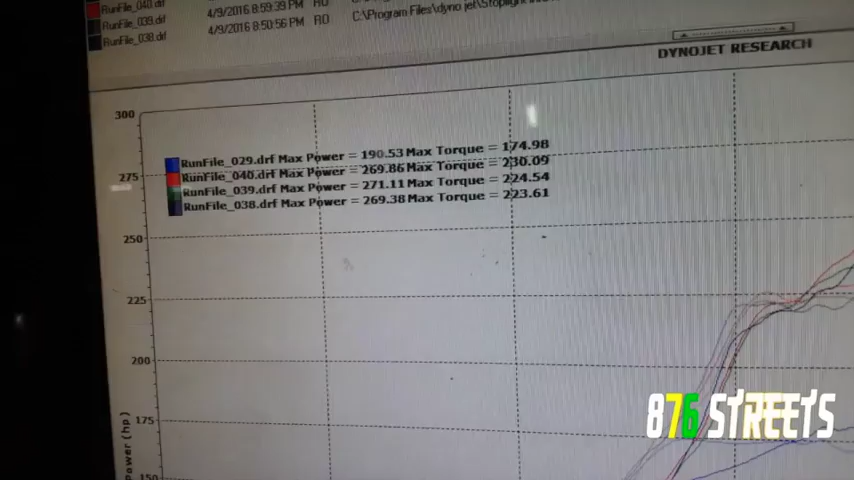 RunFile_040.drf 4/9/2016 8:59:39 PM RO
RunFile_039.drf 4/9/2016 8:50:56 PM RO C:\Program Files\dyno jet\Stoplight
RunFile_038.drf
DYNOJET RESEARCH
300
RunFile_029.drf Max Power = 190.53 Max Torque = 174.98
275 RunFile_040.drf Max Power = 269.86 Max Torque = 230.09
RunFile_039.drf Max Power = 271.11 Max Torque = 224.54
RunFile_038.drf Max Power = 269.38 Max Torque = 223.61
250
225
200
876 STREETS
175
Power (hp)
150